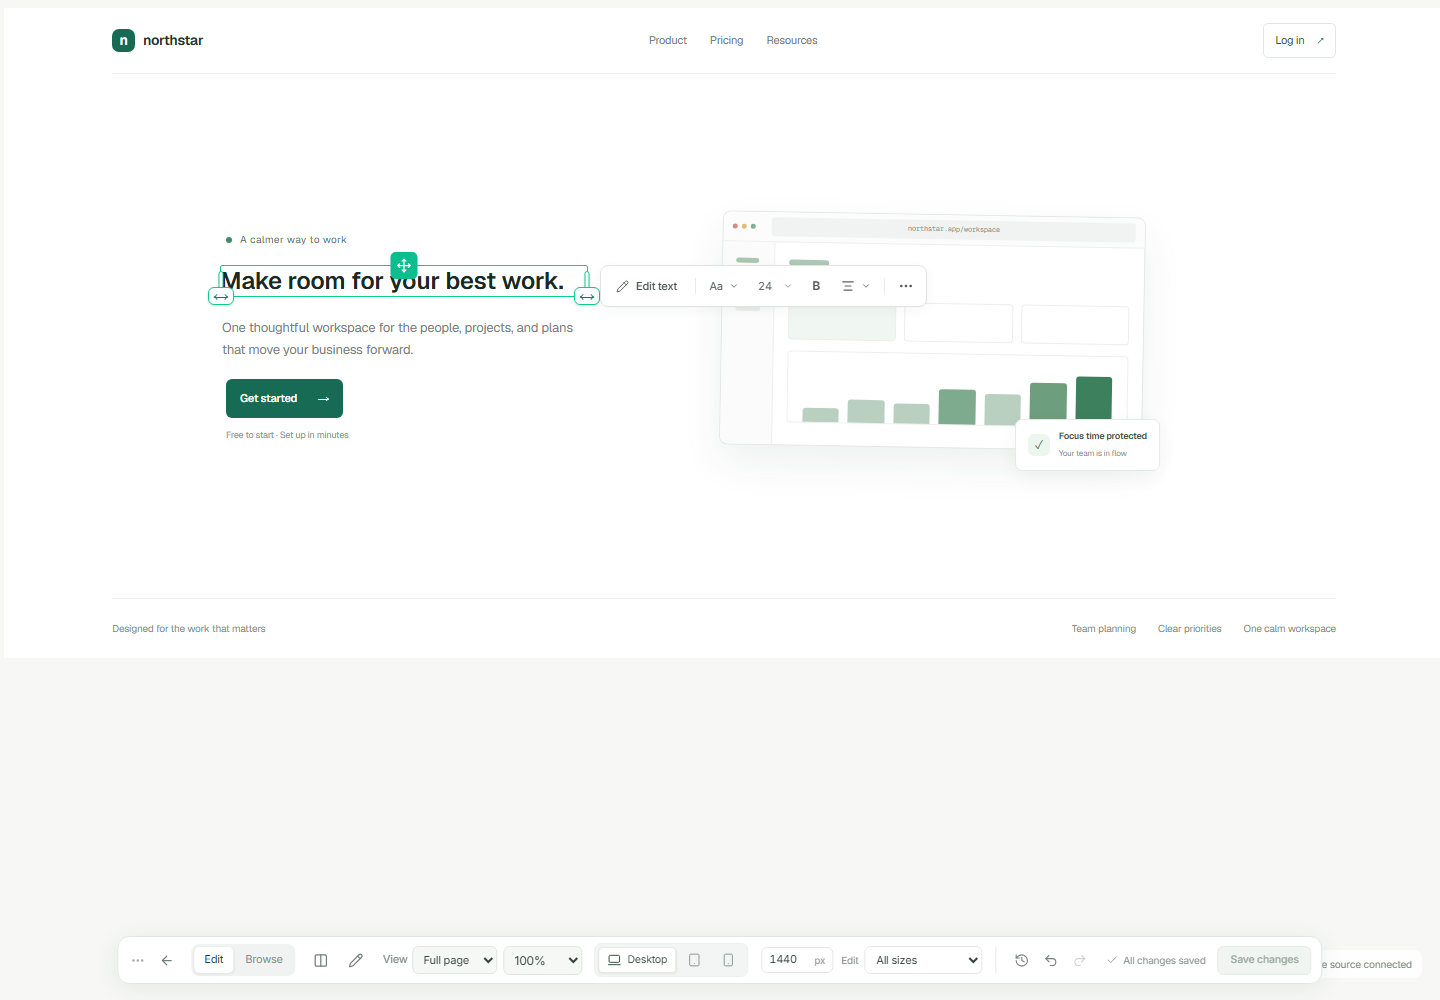 n northstar
Product Pricing Resources
Log in
A calmer way to work
Make room for your best work.
One thoughtful workspace for the people, projects, and plans
that move your business forward.
Get started →
Free to start · Set up in minutes
northstar.app/workspace
Edit text Aa 24 B
Focus time protected
Your team is in flow
Designed for the work that matters
Team planning Clear priorities One calm workspace
Edit Browse View Full page 100% Desktop 1440 px Edit All sizes All changes saved Save changes
source connected